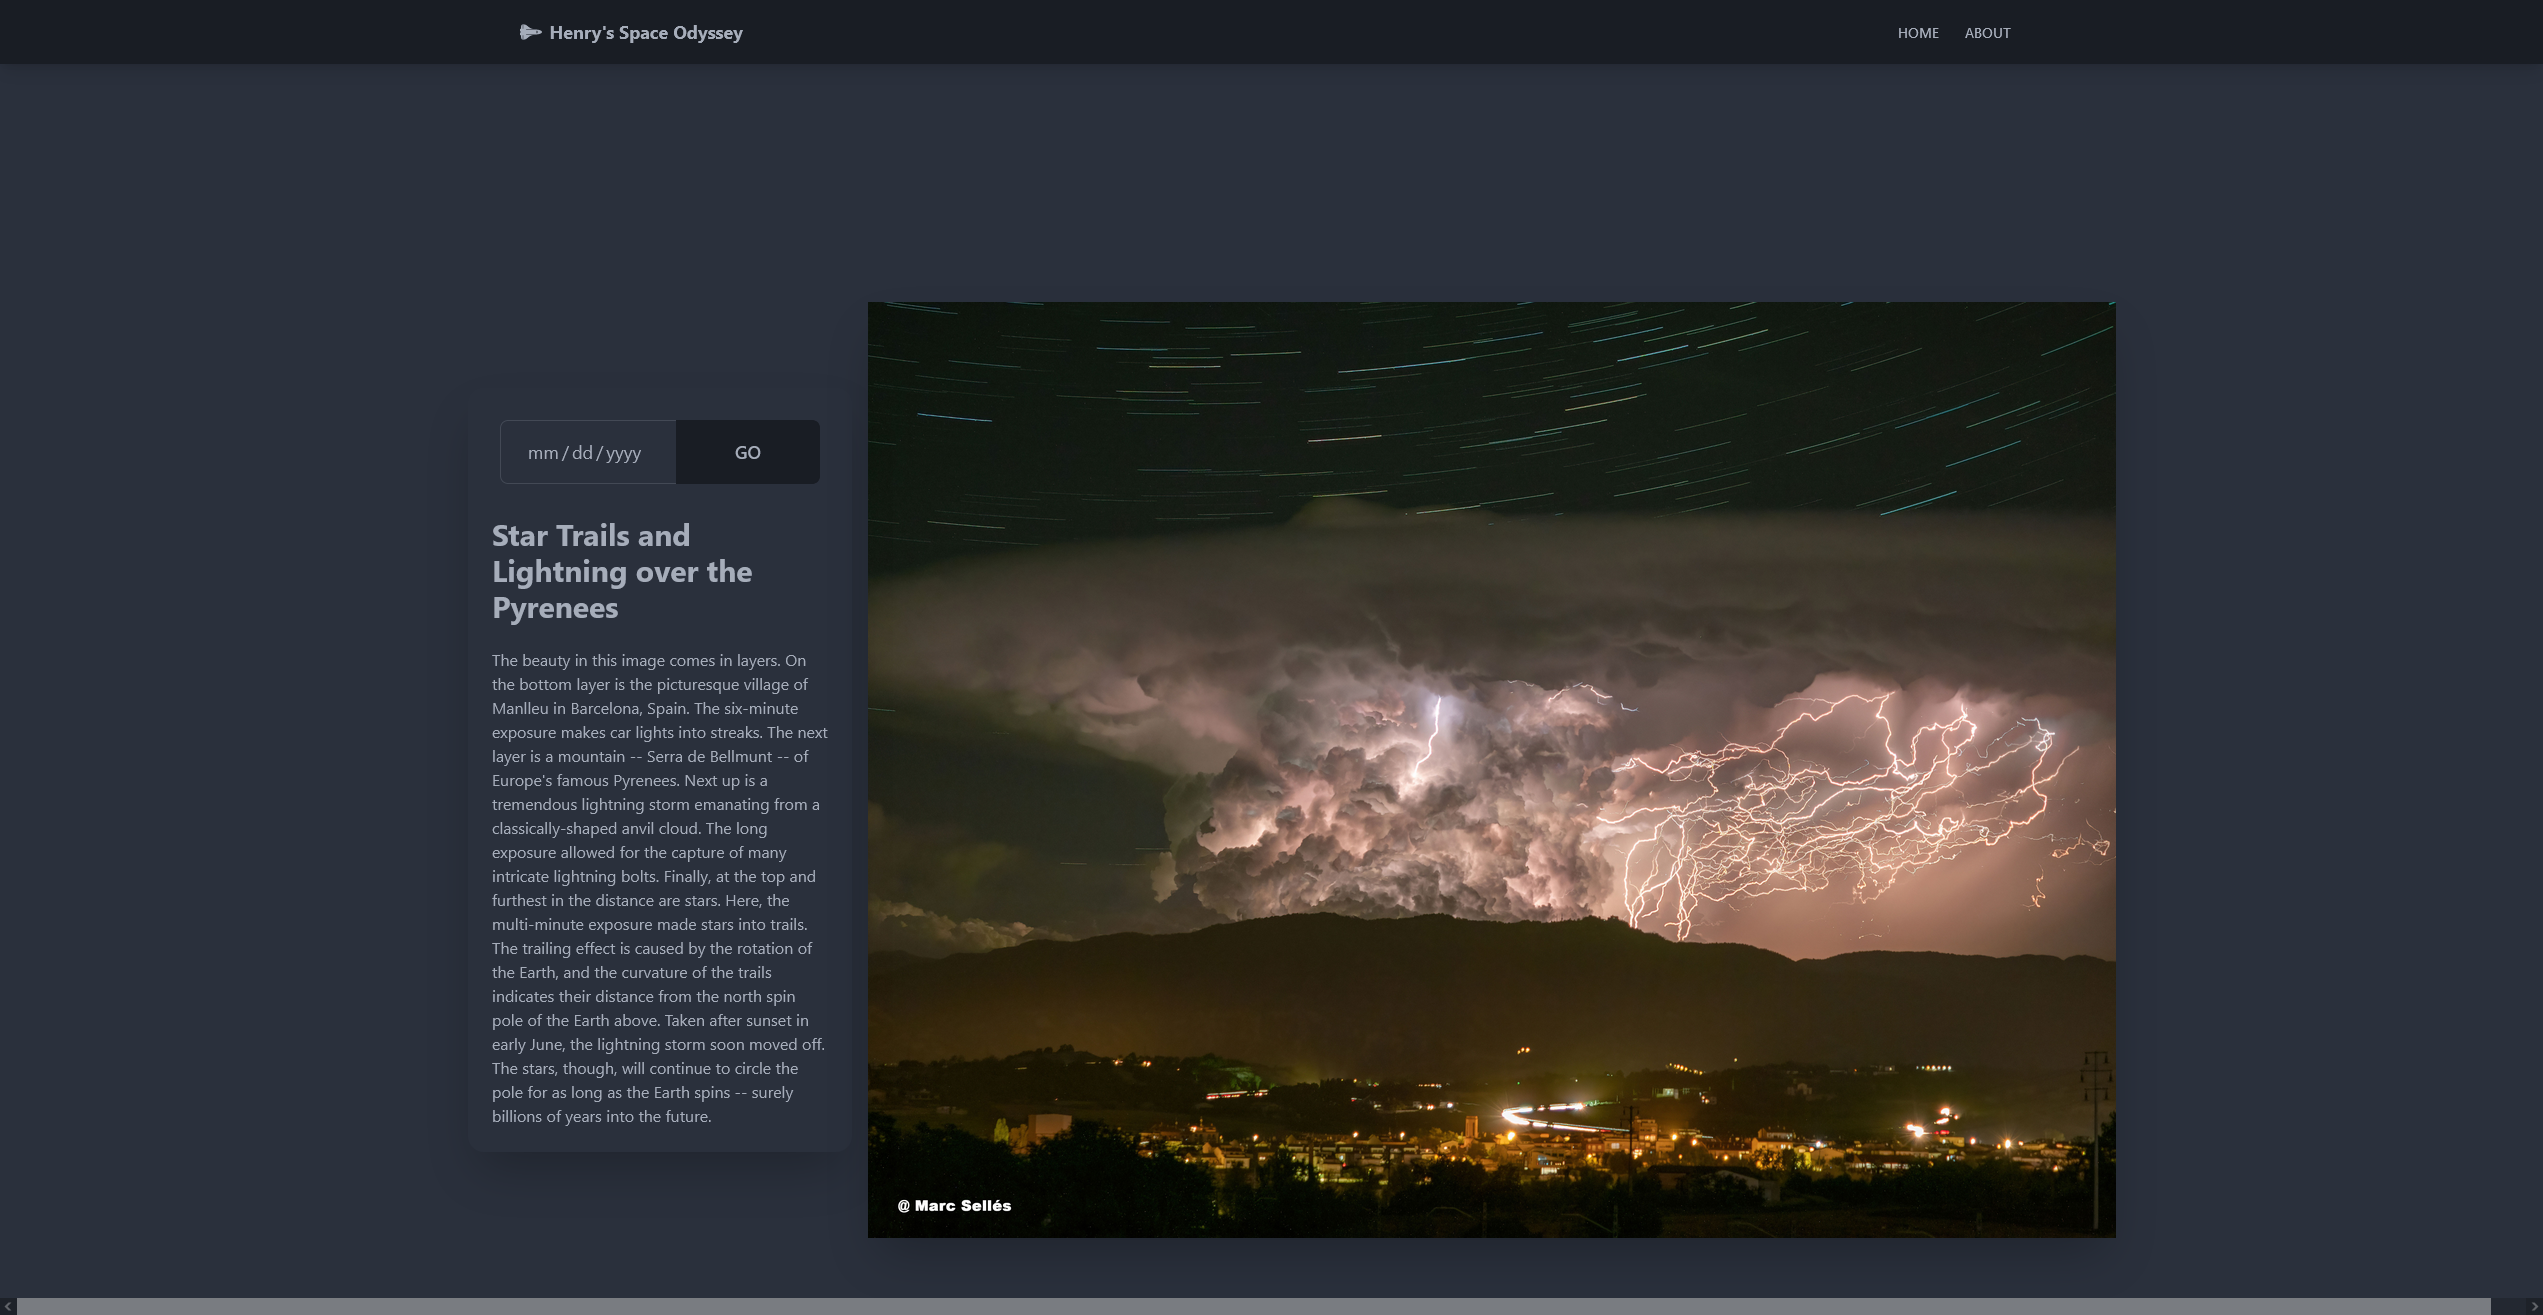 Henry's Space Odyssey
HOME
ABOUT
mm/dd/yyyy
GO
Star Trails and
Lightning over the
Pyrenees
The beauty in this image comes in layers. On
the bottom layer is the picturesque village of
Manlleu in Barcelona, Spain. The six-minute
exposure makes car lights into streaks. The next
layer is a mountain -- Serra de Bellmunt -- of
Europe's famous Pyrenees. Next up is a
tremendous lightning storm emanating from a
classically-shaped anvil cloud. The long
exposure allowed for the capture of many
intricate lightning bolts. Finally, at the top and
furthest in the distance are stars. Here, the
multi-minute exposure made stars into trails.
The trailing effect is caused by the rotation of
the Earth, and the curvature of the trails
indicates their distance from the north spin
pole of the Earth above. Taken after sunset in
early June, the lightning storm soon moved off.
The stars, though, will continue to circle the
pole for as long as the Earth spins -- surely
billions of years into the future.
@ Marc Sellés